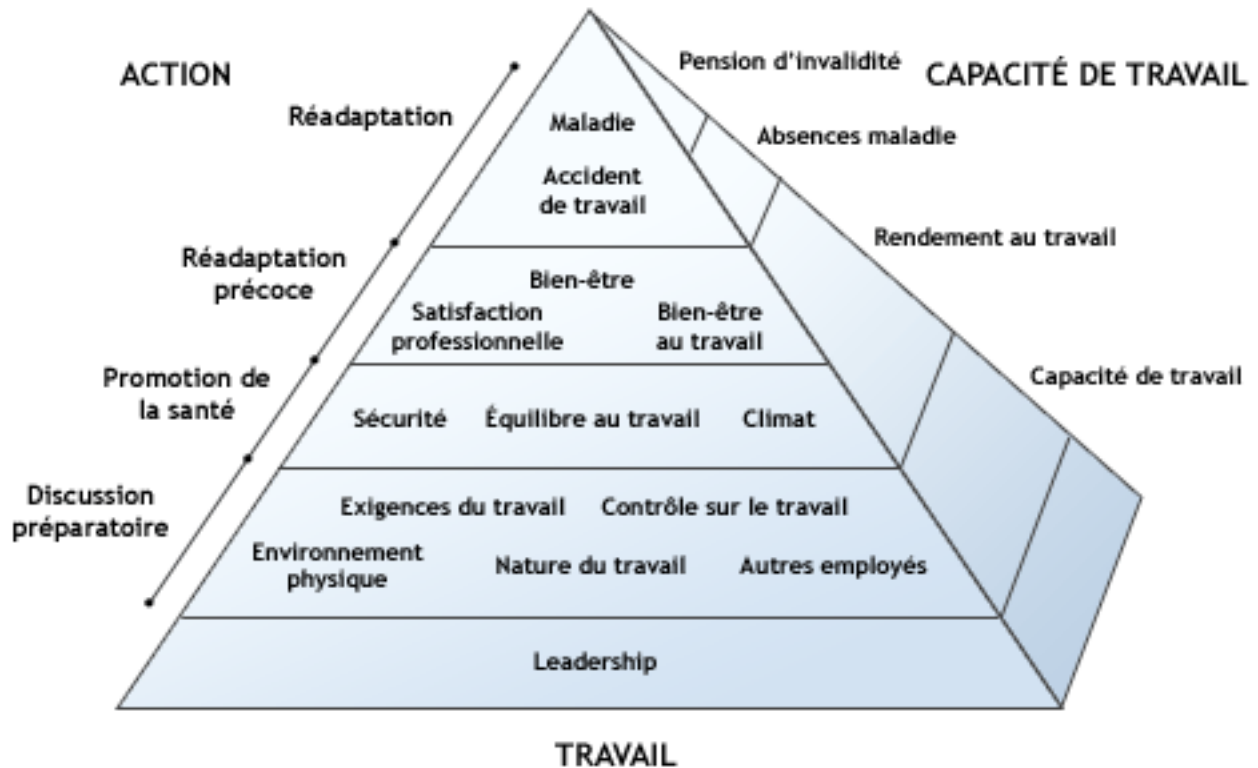 ACTION
Pension d'invalidité
CAPACITÉ DE TRAVAIL
Réadaptation
Maladie
Absences maladie
Accident
de travail
Rendement au travail
Réadaptation
précoce
Bien-être
Satisfaction
professionnelle
Bien-être
au travail
Promotion de
la santé
Capacité de travail
Sécurité
Équilibre au travail
Climat
Discussion
préparatoire
Exigences du travail
Contrôle sur le travail
Environnement
physique
Nature du travail
Autres employés
Leadership
TRAVAIL